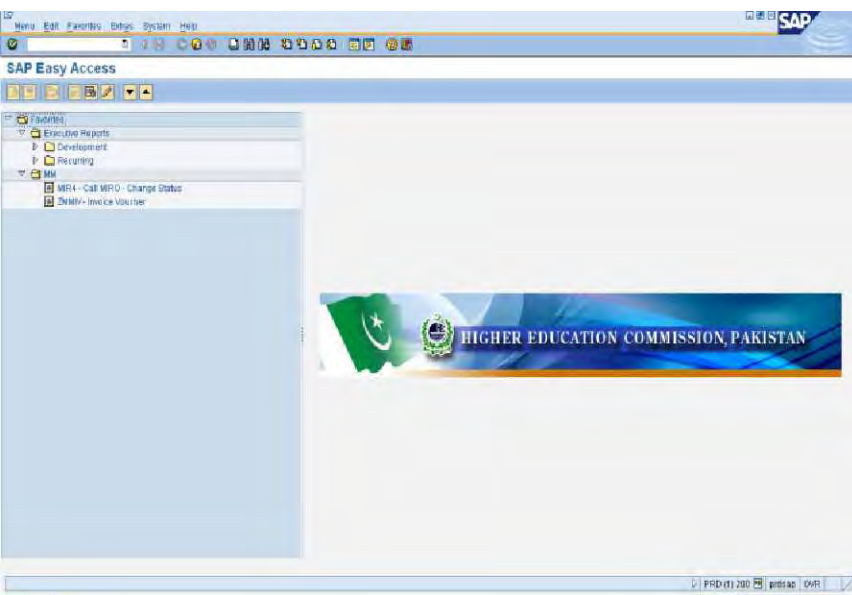 Menu Edit Favorites Extras System Help
SAP
SAP Easy Access
Favorites
Executive Reports
Development
Recurring
MM
MIR4 - Call MIRO - Change Status
ZMMIV - Invoice Voucher
HIGHER EDUCATION COMMISSION, PAKISTAN
PRD (1) 200 prdsap OVR